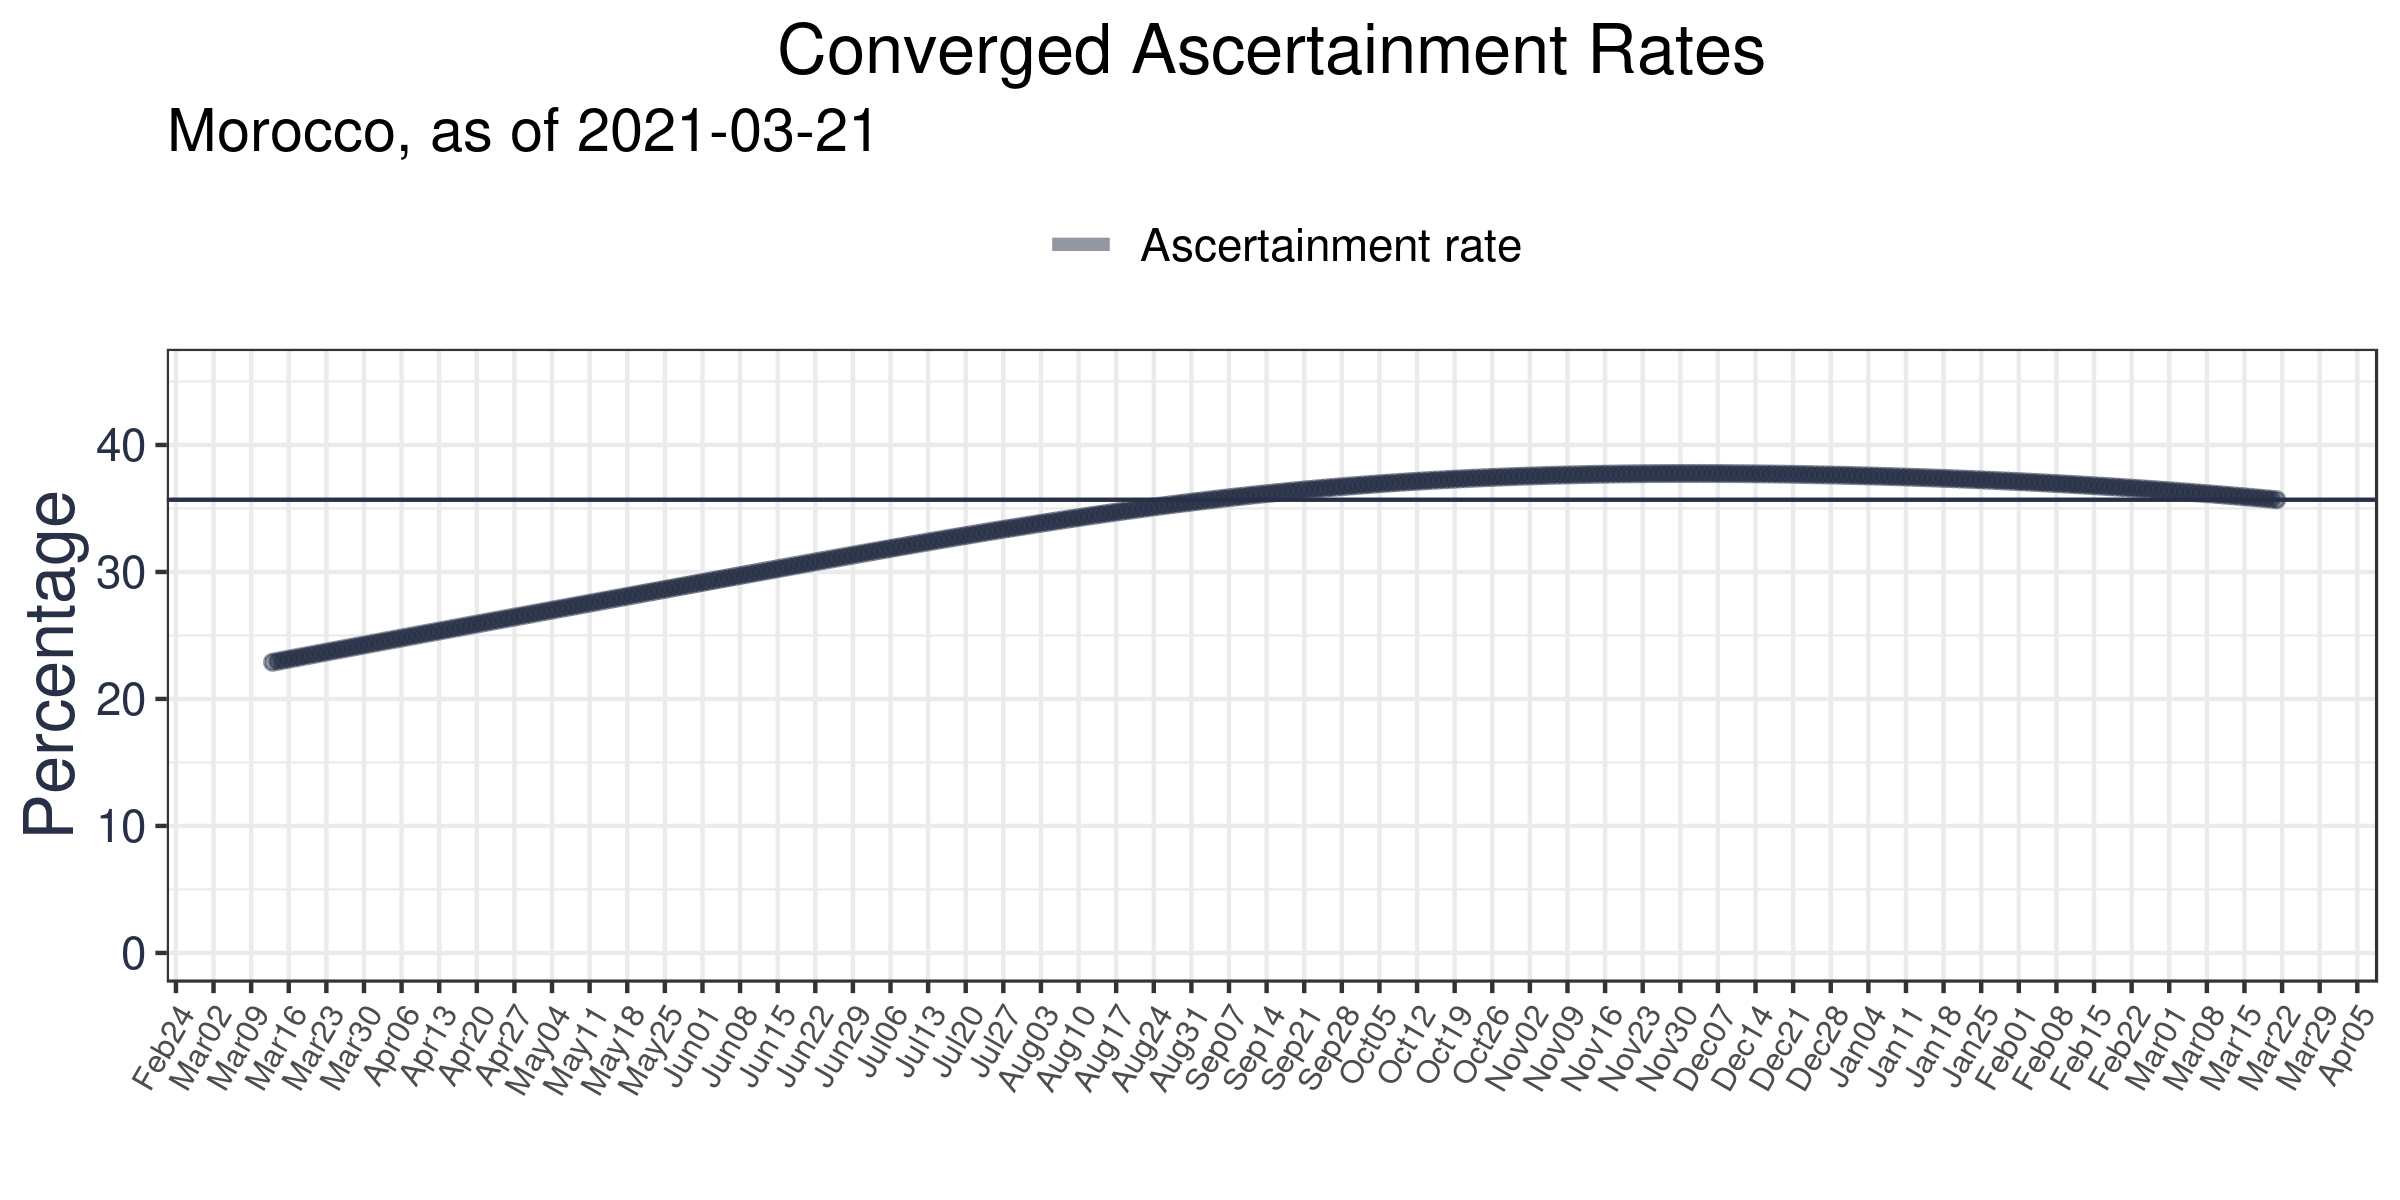 Converged Ascertainment Rates
Morocco, as of 2021-03-21
Ascertainment rate
Percentage
40
30
20
10
0
Feb24 Mar02 Mar09 Mar16 Mar23 Mar30 Apr06 Apr13 Apr20 Apr27 May04 May11 May18 May25 Jun01 Jun08 Jun15 Jun22 Jun29 Jul06 Jul13 Jul20 Jul27 Aug03 Aug10 Aug17 Aug24 Aug31 Sep07 Sep14 Sep21 Sep28 Oct05 Oct12 Oct19 Oct26 Nov02 Nov09 Nov16 Nov23 Nov30 Dec07 Dec14 Dec21 Dec28 Jan04 Jan11 Jan18 Jan25 Feb01 Feb08 Feb15 Feb22 Mar01 Mar08 Mar15 Mar22 Mar29 Apr05